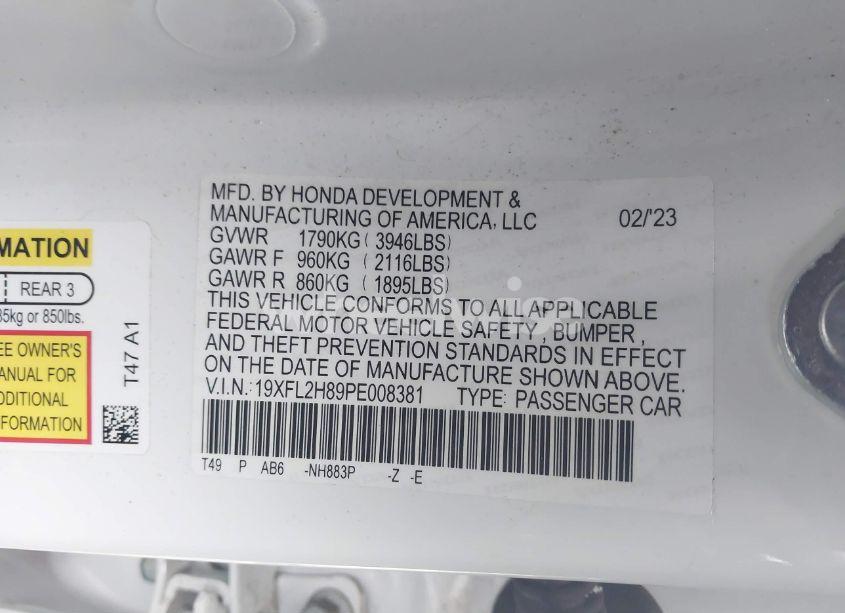 MATION
REAR 3
85kg or 850lbs.
EE OWNER'S
ANUAL FOR
DDITIONAL
NFORMATION
T47 A1
MFD. BY HONDA DEVELOPMENT &
MANUFACTURING OF AMERICA, LLC 02/'23
GVWR 1790KG ( 3946LBS)
GAWR F 960KG ( 2116LBS)
GAWR R 860KG ( 1895LBS)
THIS VEHICLE CONFORMS TO ALL APPLICABLE
FEDERAL MOTOR VEHICLE SAFETY , BUMPER ,
AND THEFT PREVENTION STANDARDS IN EFFECT
ON THE DATE OF MANUFACTURE SHOWN ABOVE.
V.I.N.:19XFL2H89PE008381 TYPE: PASSENGER CAR
T49 P AB6 -NH883P -Z -E